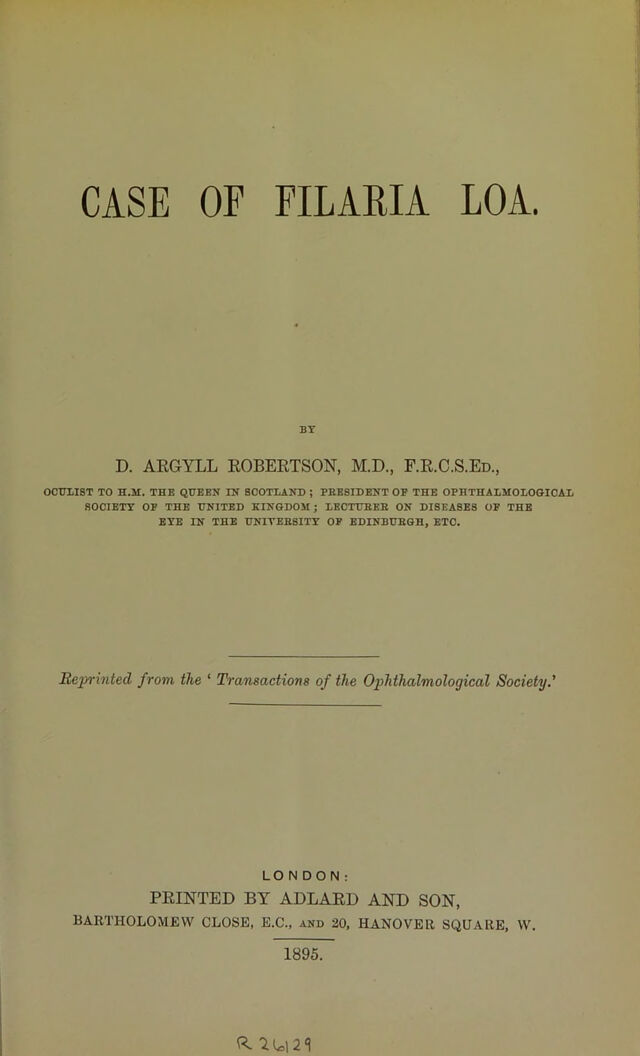 CASE OF FILARIA LOA.
BY
D. ARGYLL ROBERTSON, M.D., F.R.C.S.ED.,
OCULIST TO H.M. THE QUEEN IN SCOTLAND; PRESIDENT OF THE OPHTHALMOLOGICAL
SOCIETY OF THE UNITED KINGDOM; LECTURER ON DISEASES OF THE
EYE IN THE UNIVERSITY OF EDINBURGH, ETC.
Reprinted from the ‘ Transactions of the Ophthalmological Society.’
LONDON:
PRINTED BY ADLARD AND SON,
BARTHOLOMEW CLOSE, E.C., AND 20, HANOVER SQUARE, W.
1895.
R26129